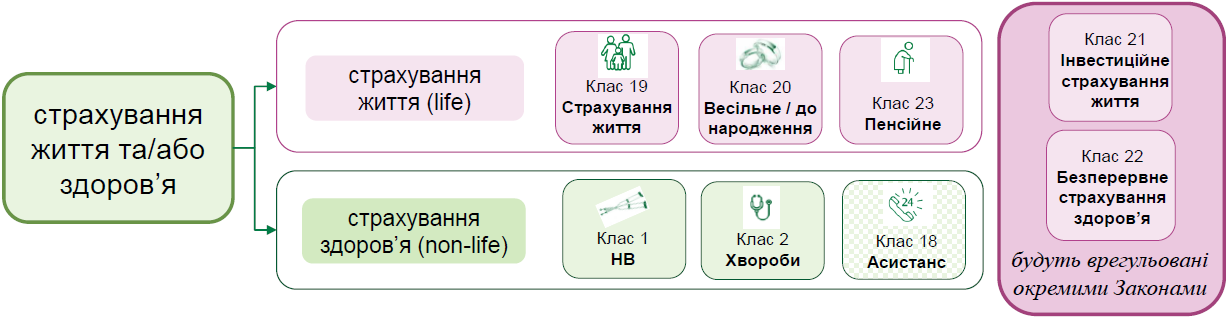 страхування
життя та/або
здоров’я
страхування
життя (life)
Клас 19
Страхування
життя
Клас 20
Весільне / до
народження
Клас 23
Пенсійне
страхування
здоров’я (non-life)
Клас 1
НВ
Клас 2
Хвороби
24
Клас 18
Асистанс
Клас 21
Інвестиційне
страхування
життя
Клас 22
Безперервне
страхування
здоров’я
будуть врегульовані
окремими Законами